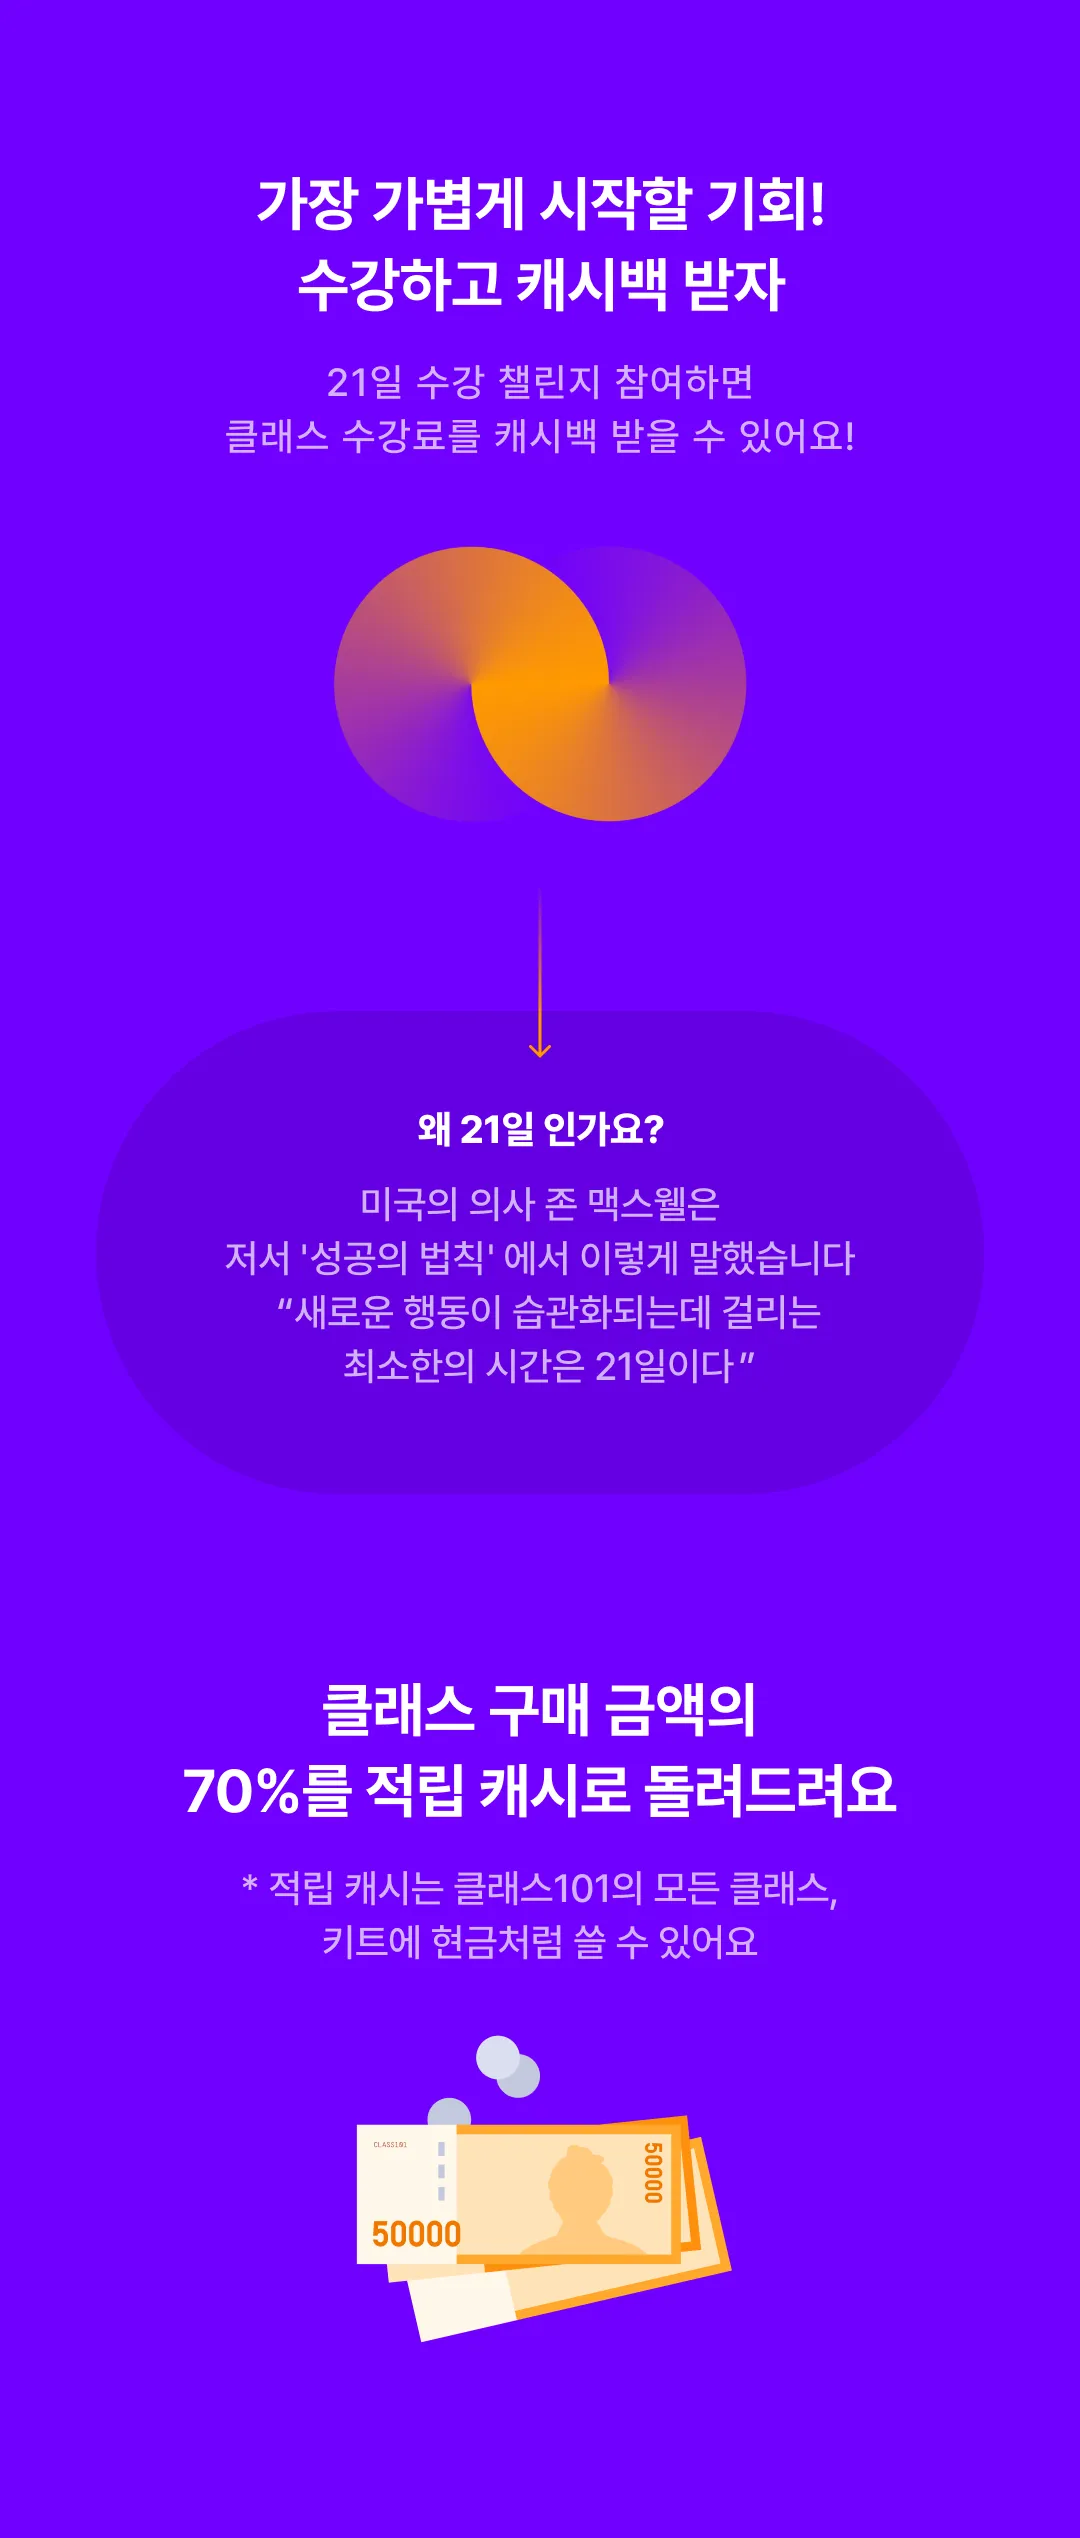 가장 가볍게 시작할 기회!
수강하고 캐시백 받자
21일 수강 챌린지 참여하면
클래스 수강료를 캐시백 받을 수 있어요!
왜 21일 인가요?
미국의 의사 존 맥스웰은
저서 '성공의 법칙' 에서 이렇게 말했습니다
“새로운 행동이 습관화되는데 걸리는
최소한의 시간은 21일이다”
클래스 구매 금액의
70%를 적립 캐시로 돌려드려요
* 적립 캐시는 클래스101의 모든 클래스,
키트에 현금처럼 쓸 수 있어요
CLASS101
50000
50000